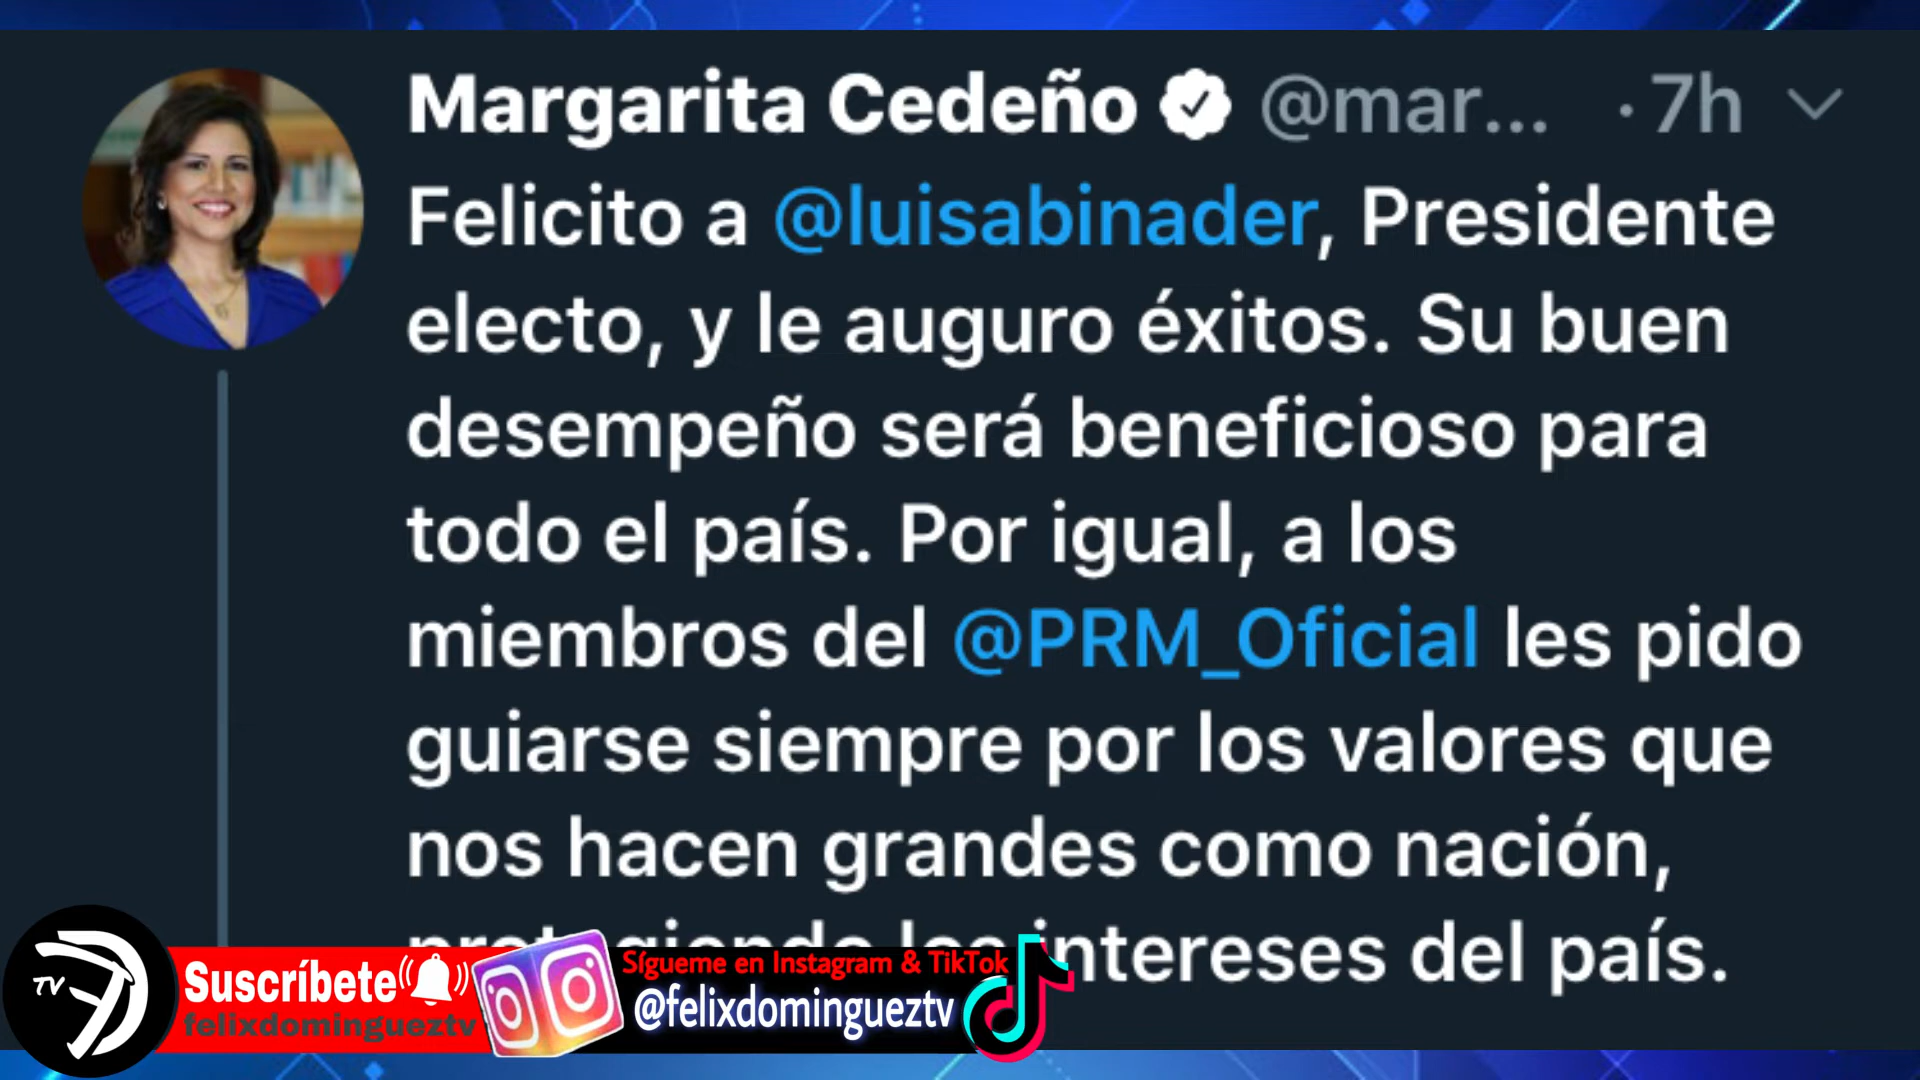 Margarita Cedeño @mar... · 7h
Felicito a @luisabinader, Presidente
electo, y le auguro éxitos. Su buen
desempeño será beneficioso para
todo el país. Por igual, a los
miembros del @PRM_Oficial les pido
guiarse siempre por los valores que
nos hacen grandes como nación,
protegiendo los intereses del país.
TV
Suscríbete
felixdomingueztv
Sígueme en Instagram & TikTok
@felixdomingueztv